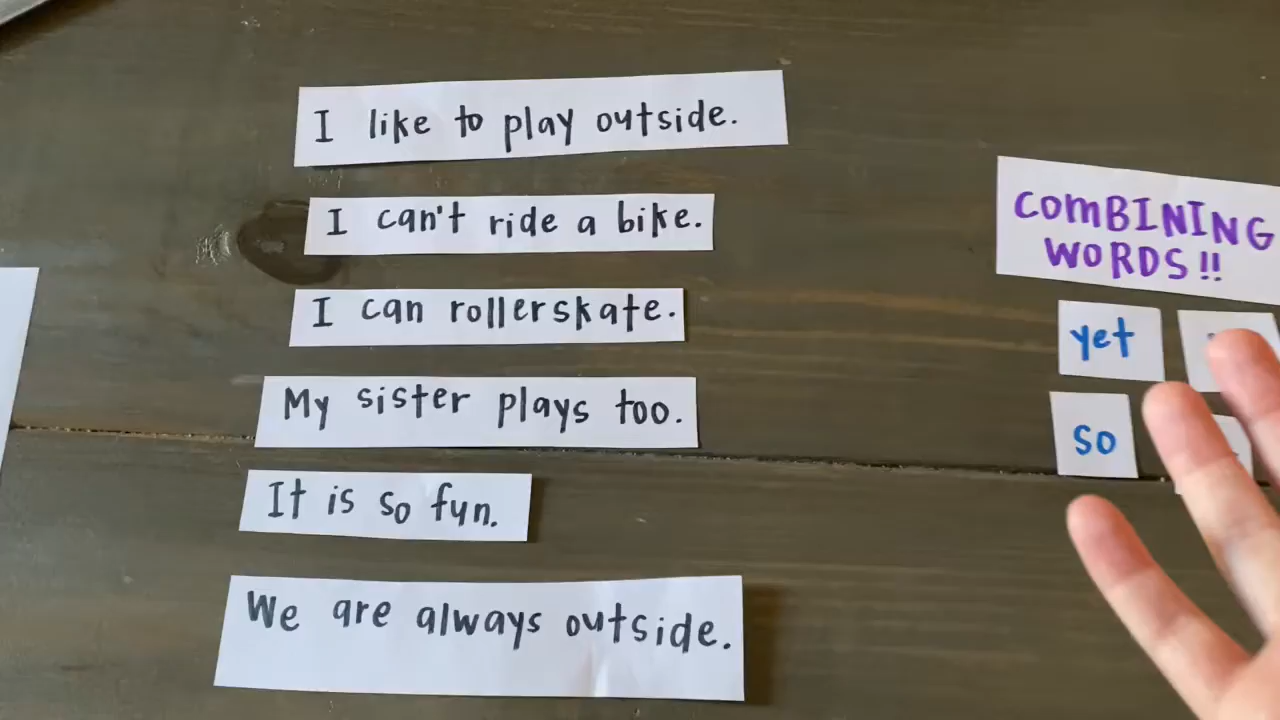 I like to play outside.
I can't ride a bike.
I can rollerskate.
My sister plays too.
It is so fun.
We are always outside.
COMBINING
WORDS!!
yet
so